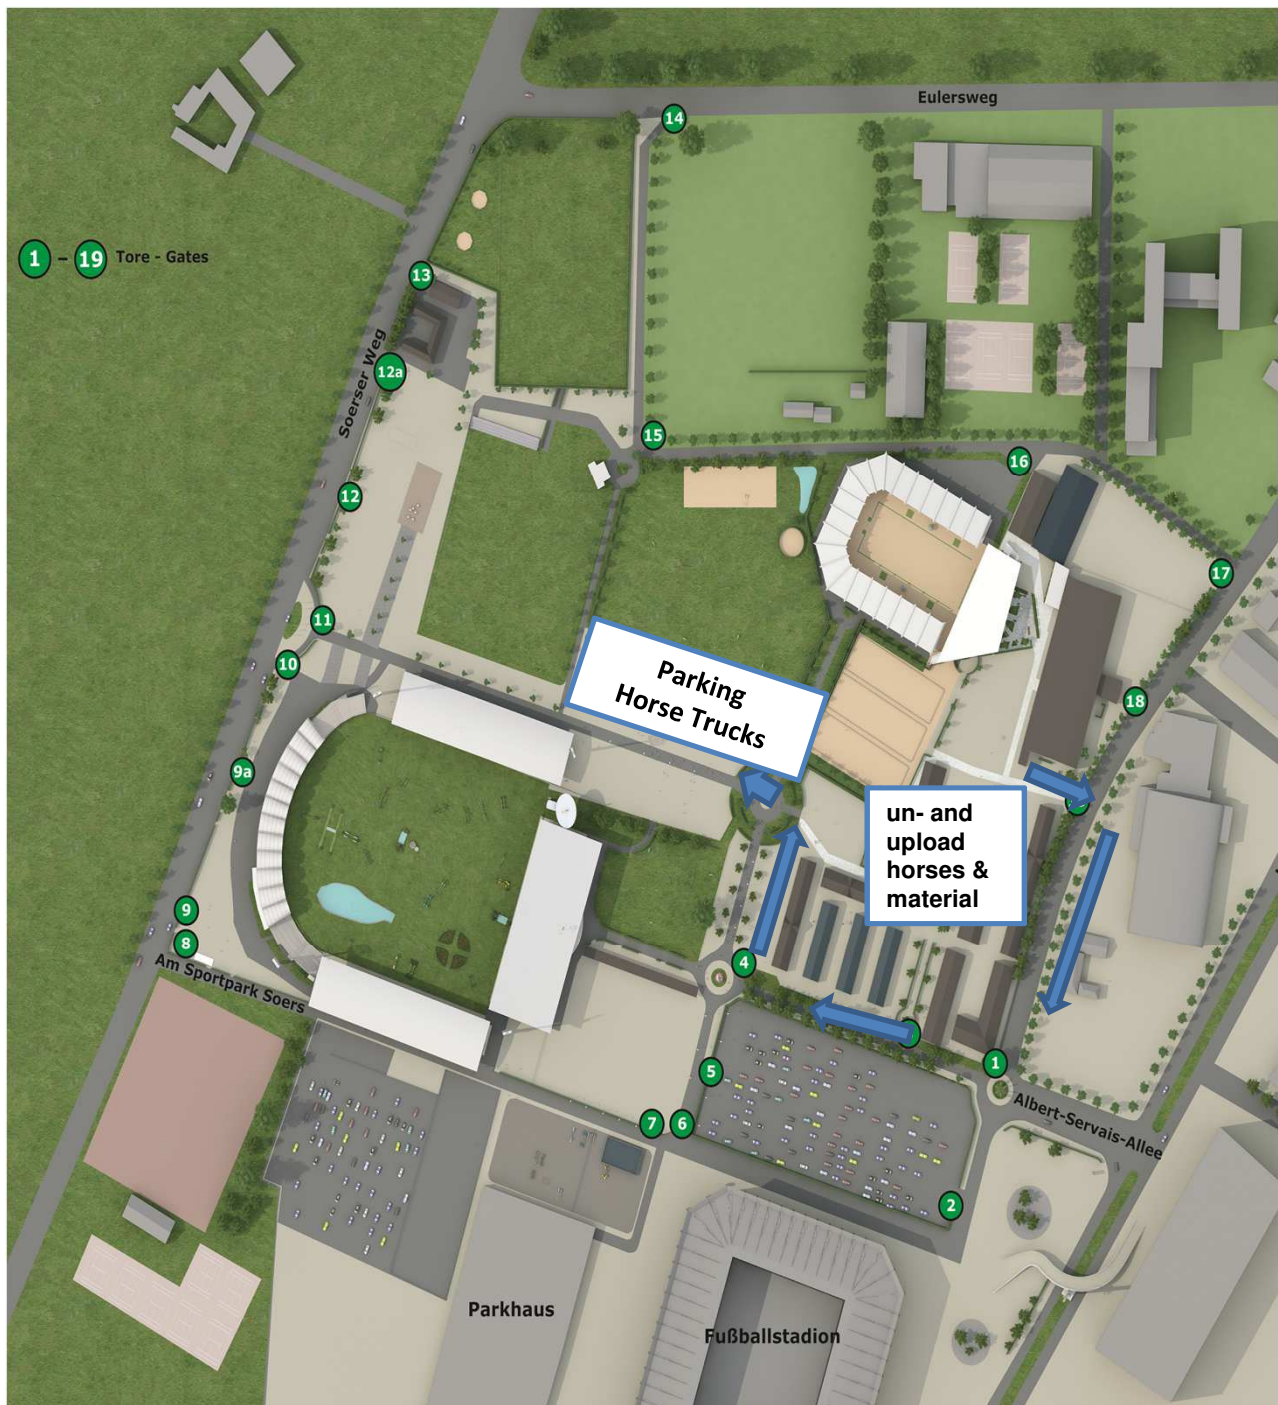 Eulersweg
14
1 - 19 Tore - Gates
13
Soerser Weg
12a
15
16
12
17
11
10
Parking
Horse Trucks
18
9a
un- and
upload
horses &
material
9
8
Am Sportpark Soers
4
5
1
Albert-Servais-Allee
7
6
2
Parkhaus
Fußballstadion